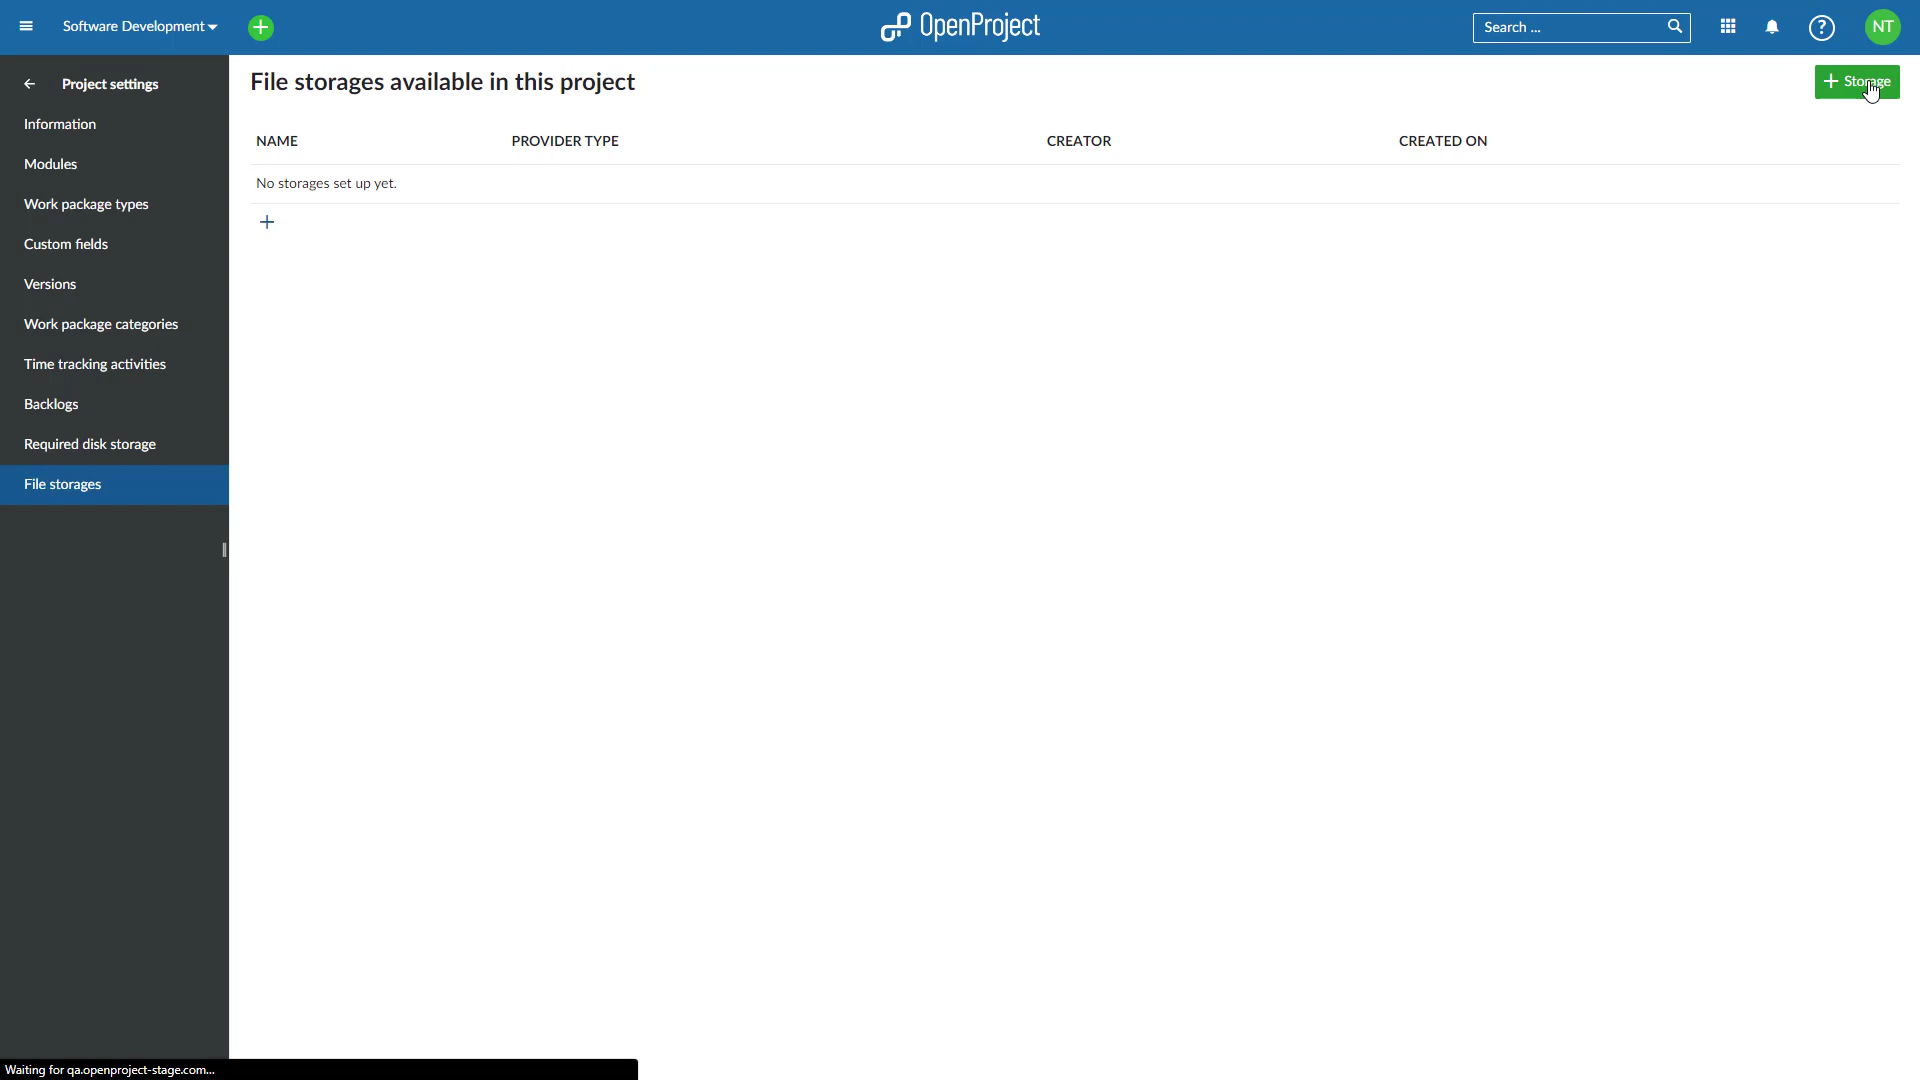 Software Development
OpenProject
Search ...
NT
Project settings
Information
Modules
Work package types
Custom fields
Versions
Work package categories
Time tracking activities
Backlogs
Required disk storage
File storages
File storages available in this project
+ Storage
NAME PROVIDER TYPE CREATOR CREATED ON
No storages set up yet.
Waiting for qa.openproject-stage.com...